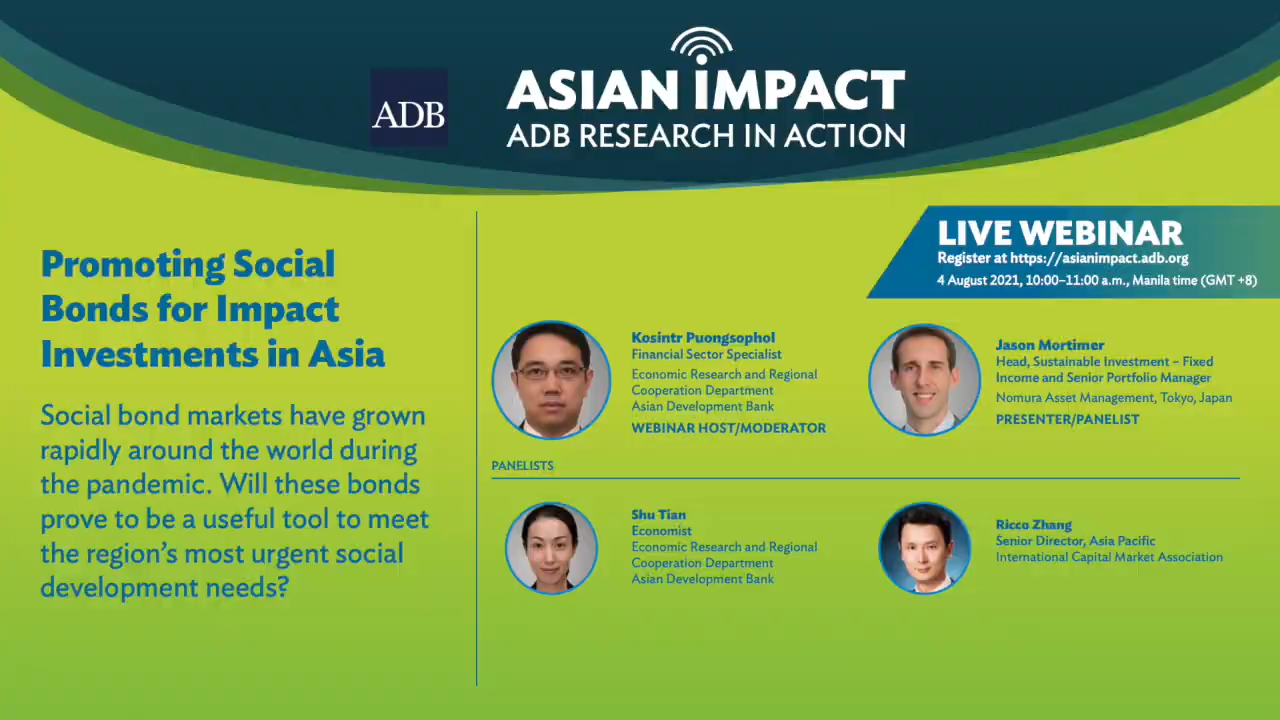 ADB
ASIAN IMPACT
ADB RESEARCH IN ACTION
Promoting Social
Bonds for Impact
Investments in Asia
Social bond markets have grown
rapidly around the world during
the pandemic. Will these bonds
prove to be a useful tool to meet
the region's most urgent social
development needs?
LIVE WEBINAR
Register at https://asianimpact.adb.org
4 August 2021, 10:00–11:00 a.m., Manila time (GMT +8)
Kosintr Puongsophol
Financial Sector Specialist
Economic Research and Regional
Cooperation Department
Asian Development Bank
WEBINAR HOST/MODERATOR
Jason Mortimer
Head, Sustainable Investment – Fixed
Income and Senior Portfolio Manager
Nomura Asset Management, Tokyo, Japan
PRESENTER/PANELIST
PANELISTS
Shu Tian
Economist
Economic Research and Regional
Cooperation Department
Asian Development Bank
Ricco Zhang
Senior Director, Asia Pacific
International Capital Market Association